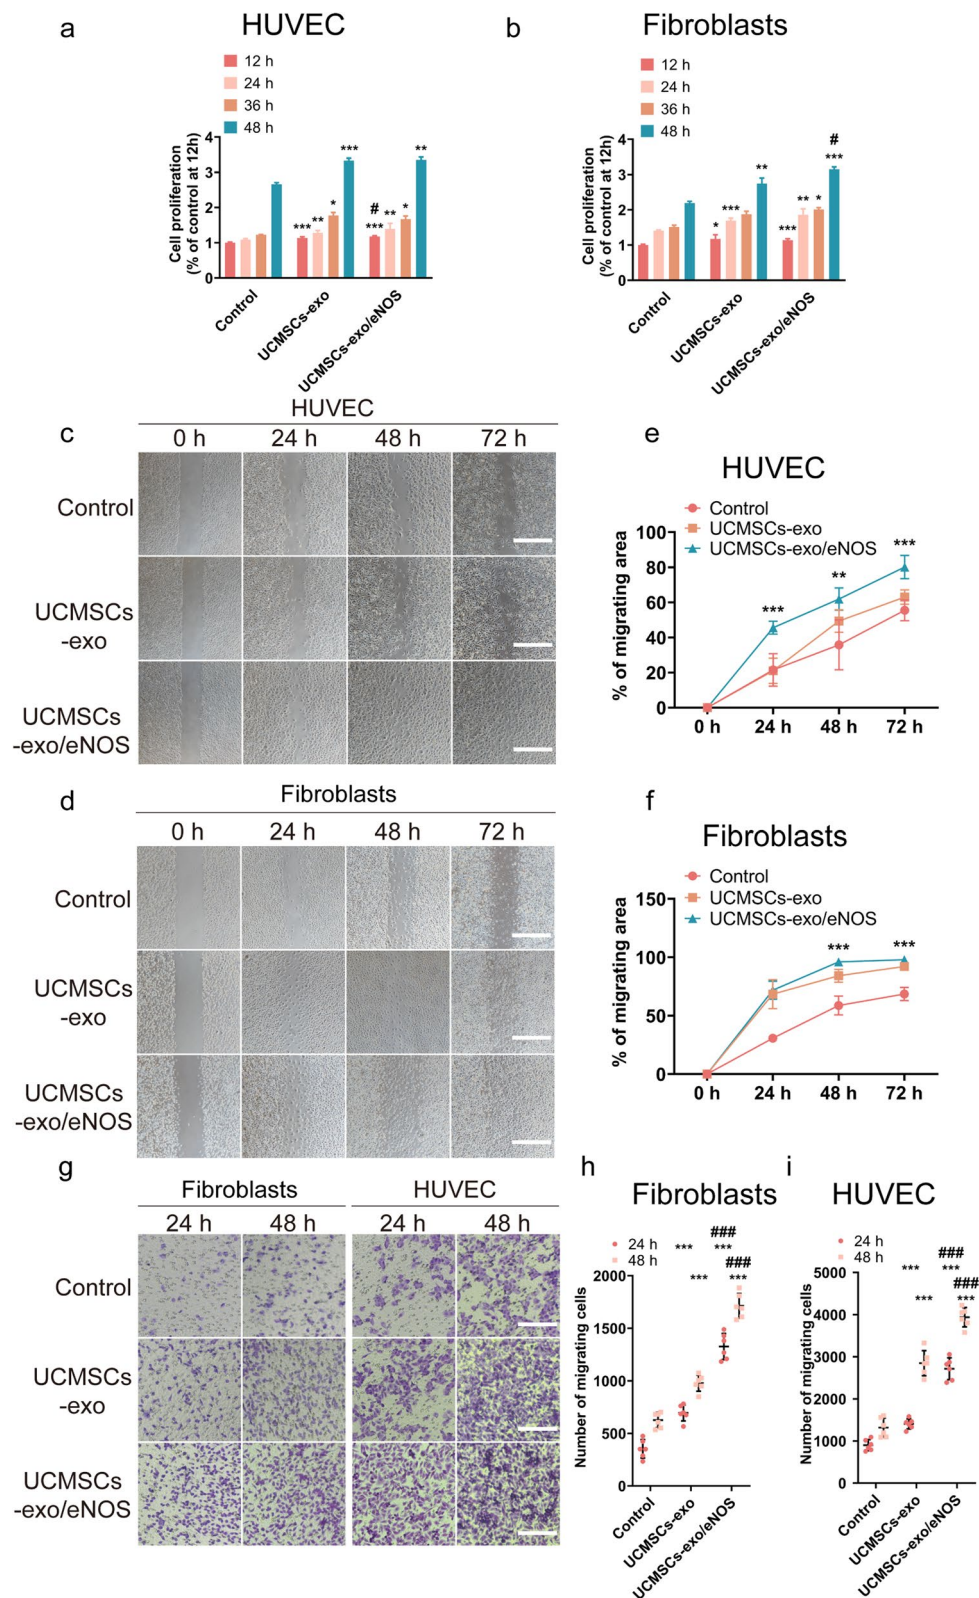 a
HUVEC
12 h
24 h
36 h
48 h
Cell proliferation
(% of control at 12h)
4
3
2
1
0
***
**
*
***
#
***
**
*
**
Control
UCMSCs-exo
UCMSCs-exo/eNOS
b
Fibroblasts
12 h
24 h
36 h
48 h
Cell proliferation
(% of control at 12h)
4
3
2
1
0
*
***
**
***
**
*
#
***
Control
UCMSCs-exo
UCMSCs-exo/eNOS
c
HUVEC
0 h 24 h 48 h 72 h
Control
UCMSCs
-exo
UCMSCs
-exo/eNOS
e
HUVEC
Control
UCMSCs-exo
UCMSCs-exo/eNOS
% of migrating area
100
80
60
40
20
0
***
**
***
0 h 24 h 48 h 72 h
d
Fibroblasts
0 h 24 h 48 h 72 h
Control
UCMSCs
-exo
UCMSCs
-exo/eNOS
f
Fibroblasts
Control
UCMSCs-exo
UCMSCs-exo/eNOS
% of migrating area
150
100
50
0
***
***
0 h 24 h 48 h 72 h
g
Fibroblasts HUVEC
24 h 48 h 24 h 48 h
Control
UCMSCs
-exo
UCMSCs
-exo/eNOS
h
Fibroblasts
24 h
48 h
***
***
###
***
###
***
Number of migrating cells
2000
1500
1000
500
0
Control
UCMSCs-exo
UCMSCs-exo/eNOS
i
HUVEC
24 h
48 h
***
***
###
***
###
***
Number of migrating cells
5000
4000
3000
2000
1000
0
Control
UCMSCs-exo
UCMSCs-exo/eNOS